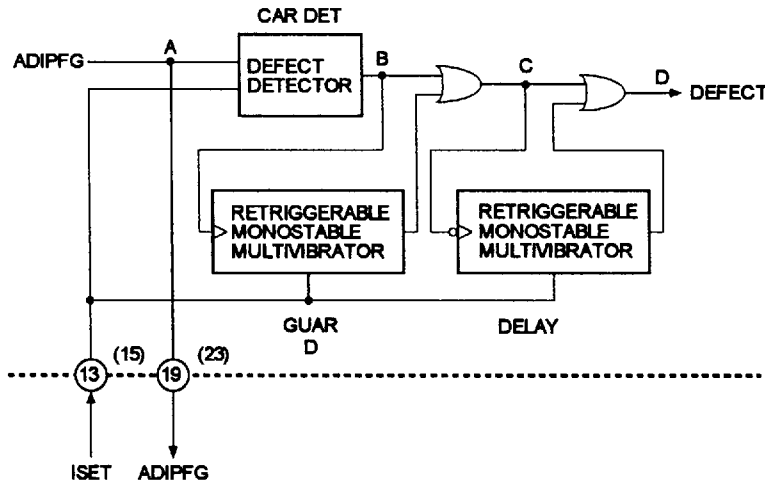 CAR DET
ADIPFG
A
DEFECT
DETECTOR
B
C
D
DEFECT
RETRIGGERABLE
MONOSTABLE
MULTIVIBRATOR
RETRIGGERABLE
MONOSTABLE
MULTIVIBRATOR
GUAR
D
DELAY
13
(15)
19
(23)
ISET
ADIPFG